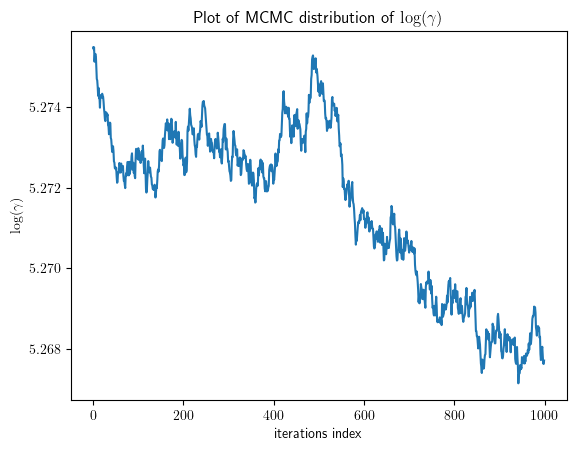 Plot of MCMC distribution of log(γ)
log(γ)
5.274
5.272
5.270
5.268
0 200 400 600 800 1000
iterations index